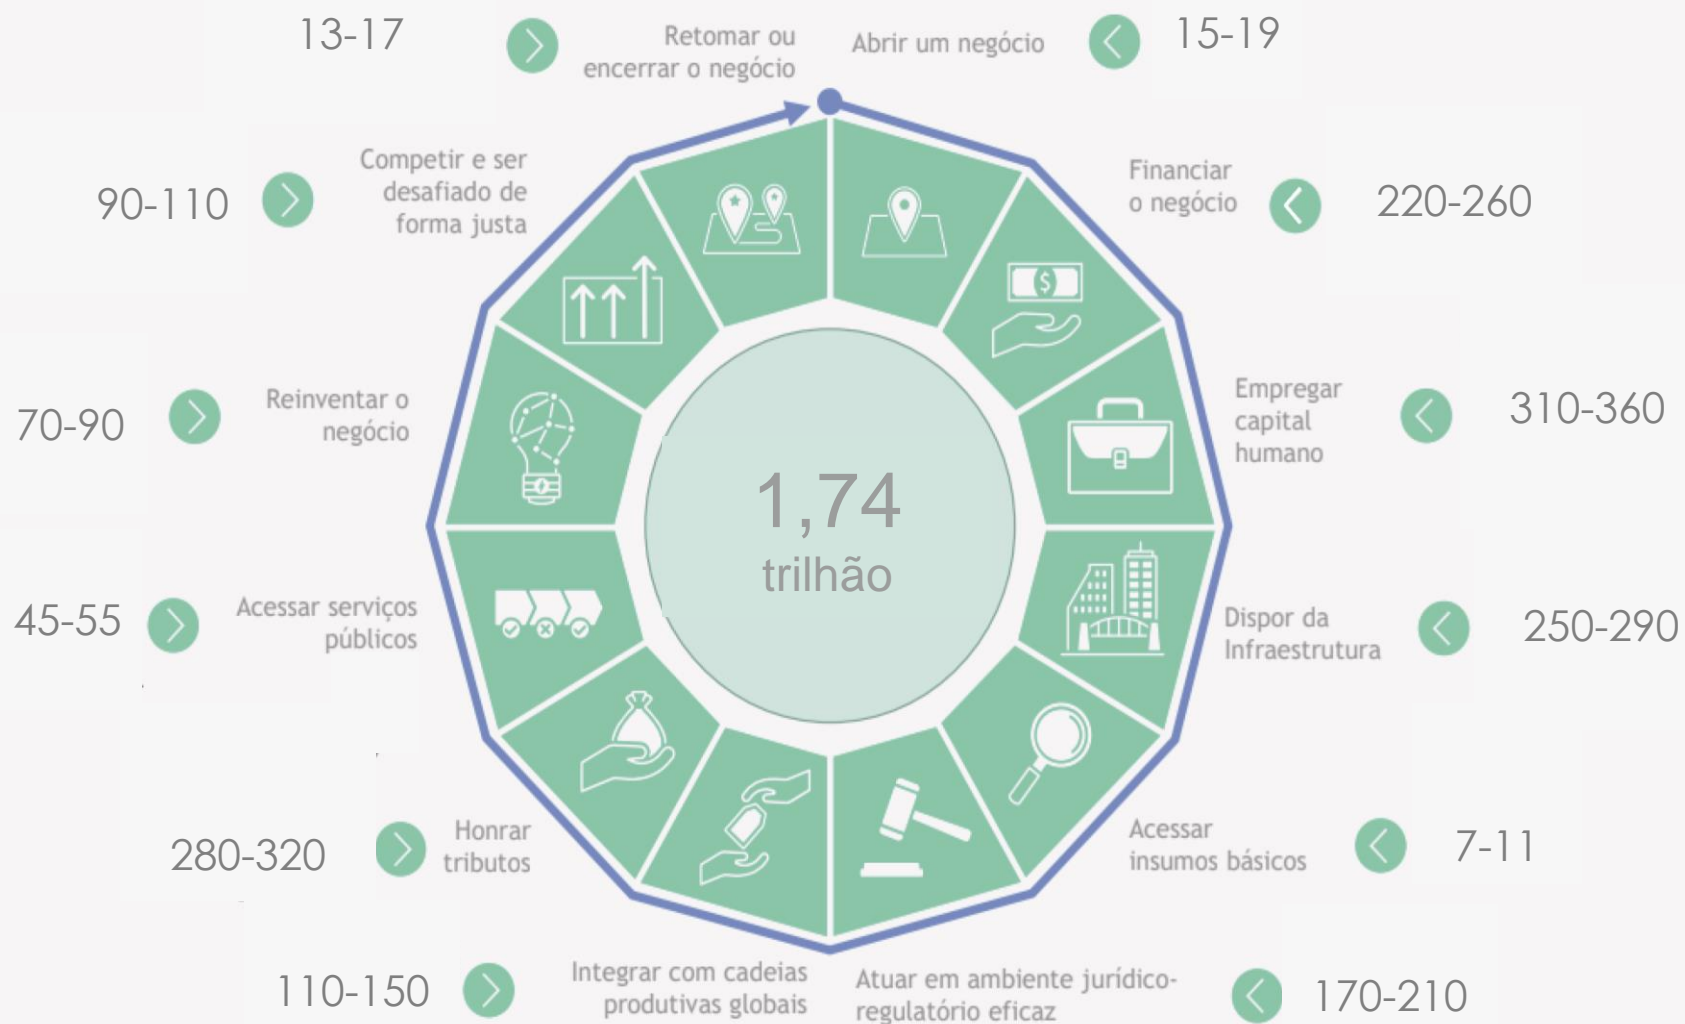 13-17
Retomar ou
encerrar o negócio
Abrir um negócio
15-19
Competir e ser
desafiado de
forma justa
90-110
Financiar
o negócio
220-260
Reinventar o
negócio
70-90
Empregar
capital
humano
310-360
1,74
trilhão
$
Acessar serviços
públicos
45-55
Dispor da
Infraestrutura
250-290
Honrar
tributos
280-320
Acessar
insumos básicos
7-11
110-150
Integrar com cadeias
produtivas globais
Atuar em ambiente jurídico-
regulatório eficaz
170-210